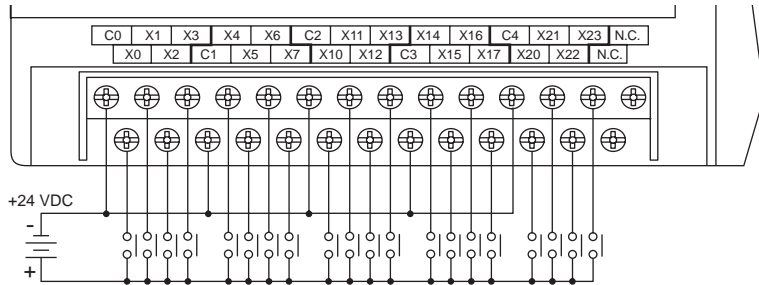 C0 X1 X3 X4 X6 C2 X11 X13 X14 X16 C4 X21 X23 N.C.
X0 X2 C1 X5 X7 X10 X12 C3 X15 X17 X20 X22 N.C.
+24 VDC
-
+